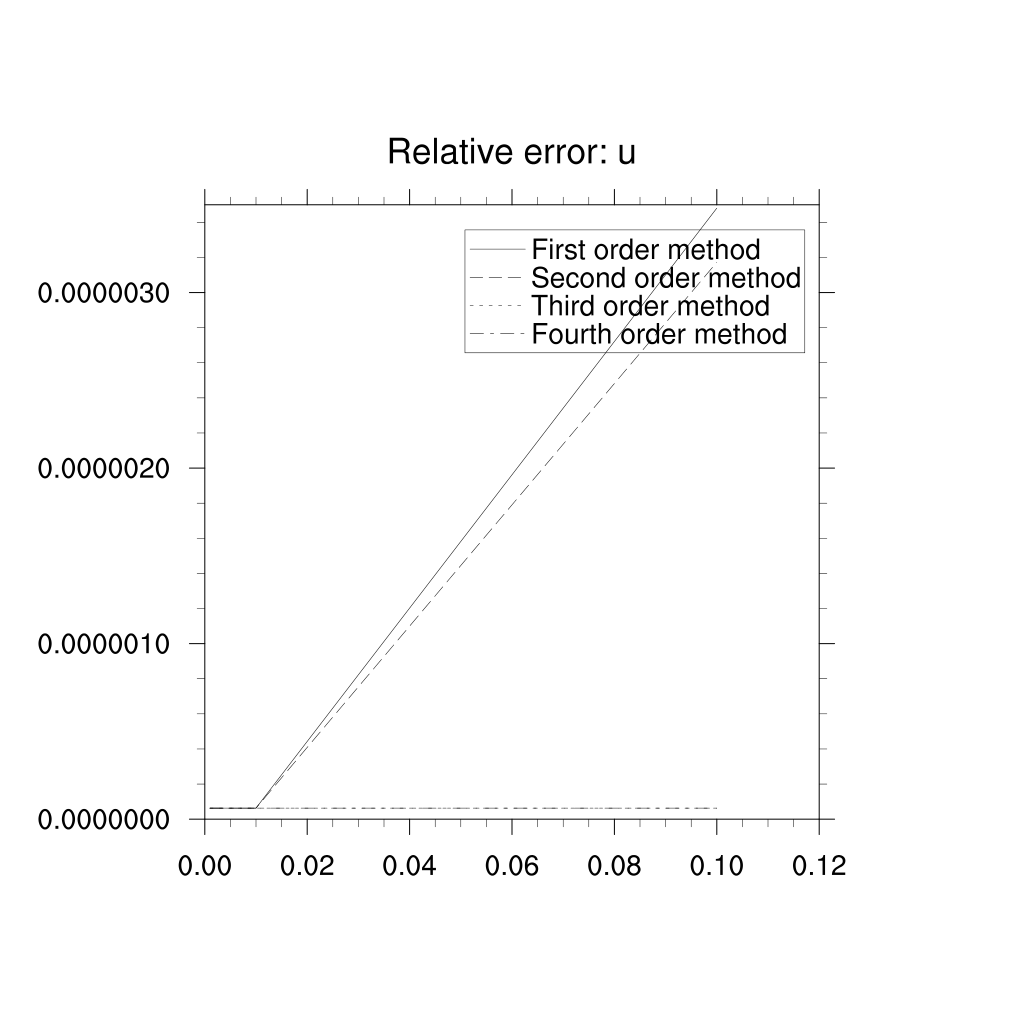 Relative error: u
First order method
Second order method
Third order method
Fourth order method
0.0000030
0.0000020
0.0000010
0.0000000
0.00 0.02 0.04 0.06 0.08 0.10 0.12